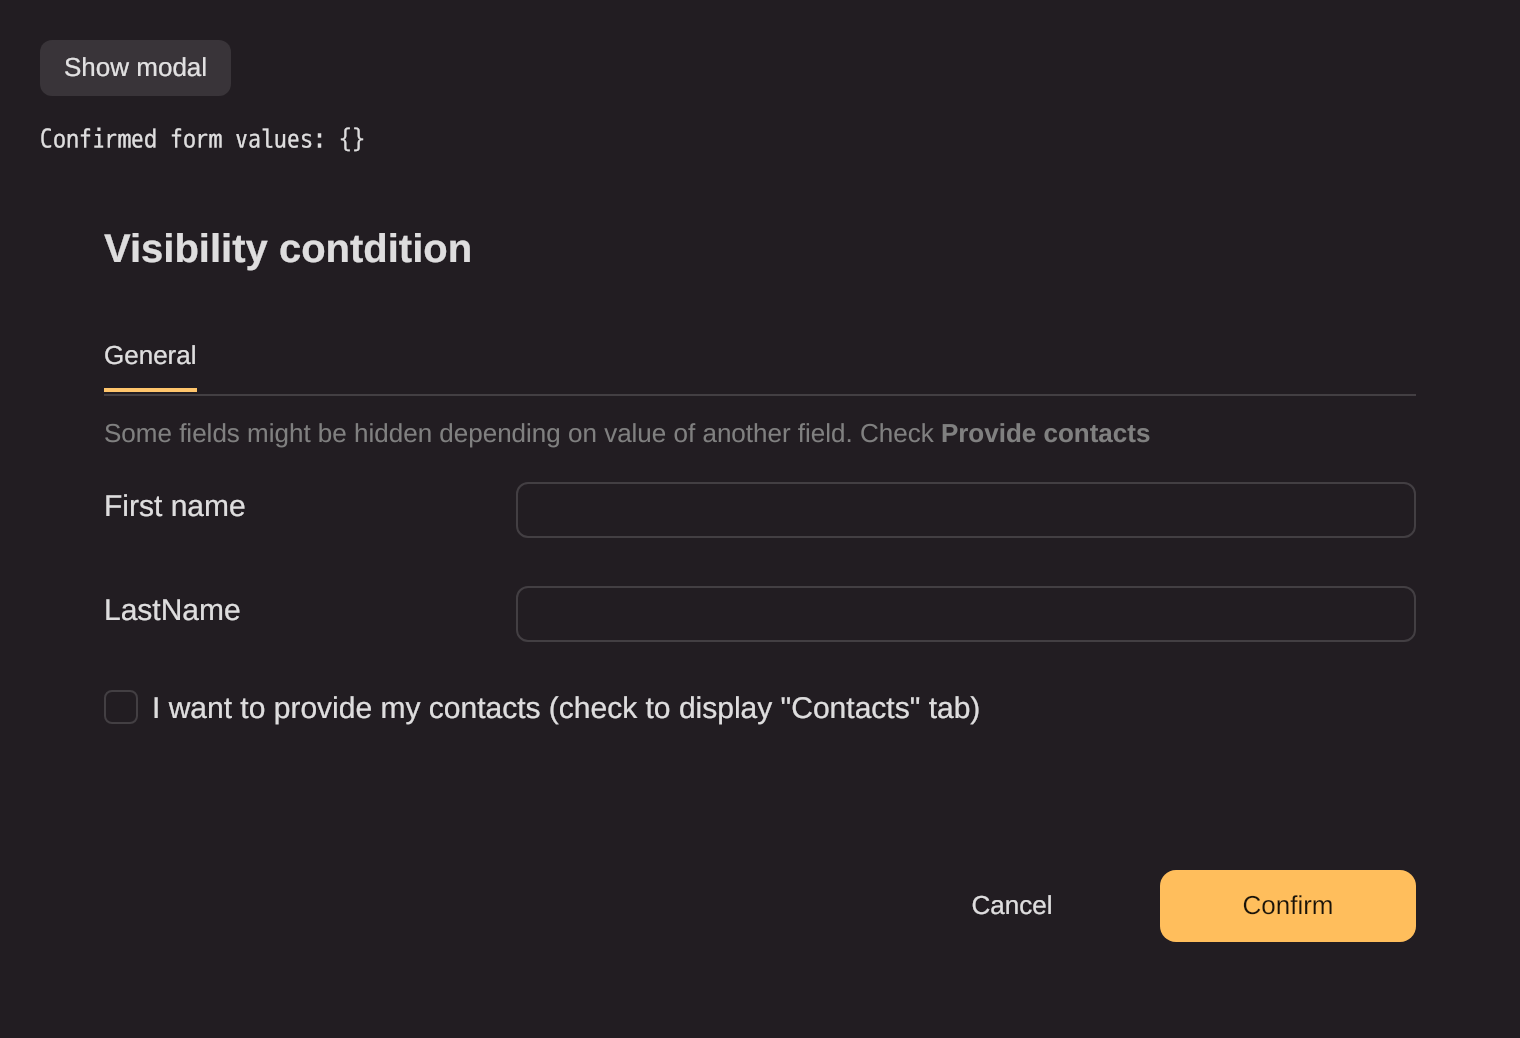 Show modal
Confirmed form values: {}
Visibility contdition
General
Some fields might be hidden depending on value of another field. Check Provide contacts
First name
LastName
I want to provide my contacts (check to display "Contacts" tab)
Cancel
Confirm